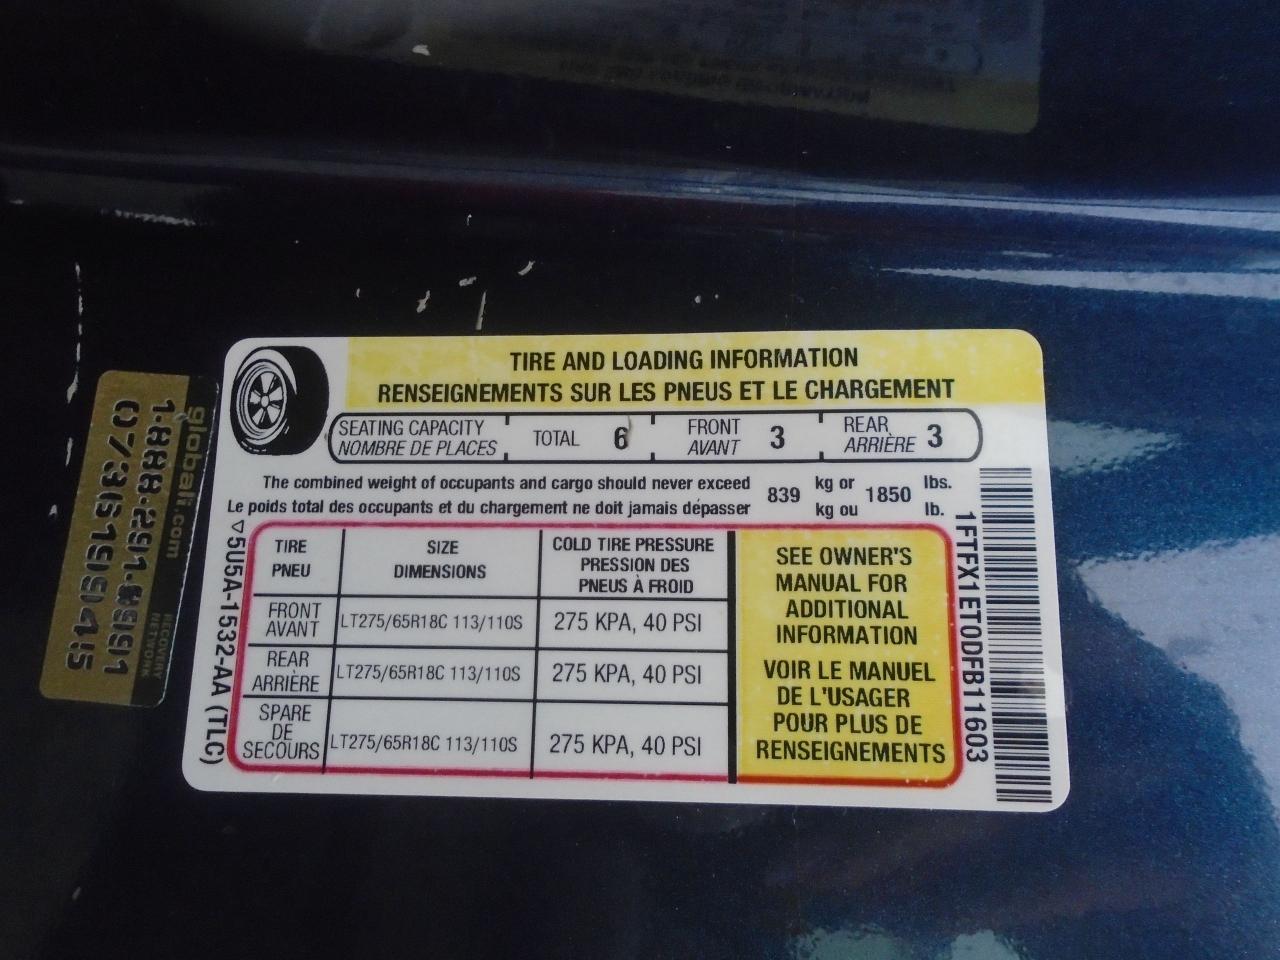 TIRE AND LOADING INFORMATION
RENSEIGNEMENTS SUR LES PNEUS ET LE CHARGEMENT
SEATING CAPACITY
NOMBRE DE PLACES
TOTAL 6
FRONT
AVANT
3
REAR
ARRIÈRE
3
The combined weight of occupants and cargo should never exceed
Le poids total des occupants et du chargement ne doit jamais dépasser
839
kg or
kg ou
1850
lbs.
lb.
TIRE
PNEU
SIZE
DIMENSIONS
COLD TIRE PRESSURE
PRESSION DES
PNEUS À FROID
FRONT
AVANT
LT275/65R18C 113/110S
275 KPA, 40 PSI
REAR
ARRIÈRE
LT275/65R18C 113/110S
275 KPA, 40 PSI
SPARE
DE
SECOURS
LT275/65R18C 113/110S
275 KPA, 40 PSI
SEE OWNER'S
MANUAL FOR
ADDITIONAL
INFORMATION
VOIR LE MANUEL
DE L'USAGER
POUR PLUS DE
RENSEIGNEMENTS
5U5A-1532-AA (TLC)
1FTFX1ET0DFB11603
globali.com
RECOVERY
NETWORK
1-888-291-8991
07361994:5